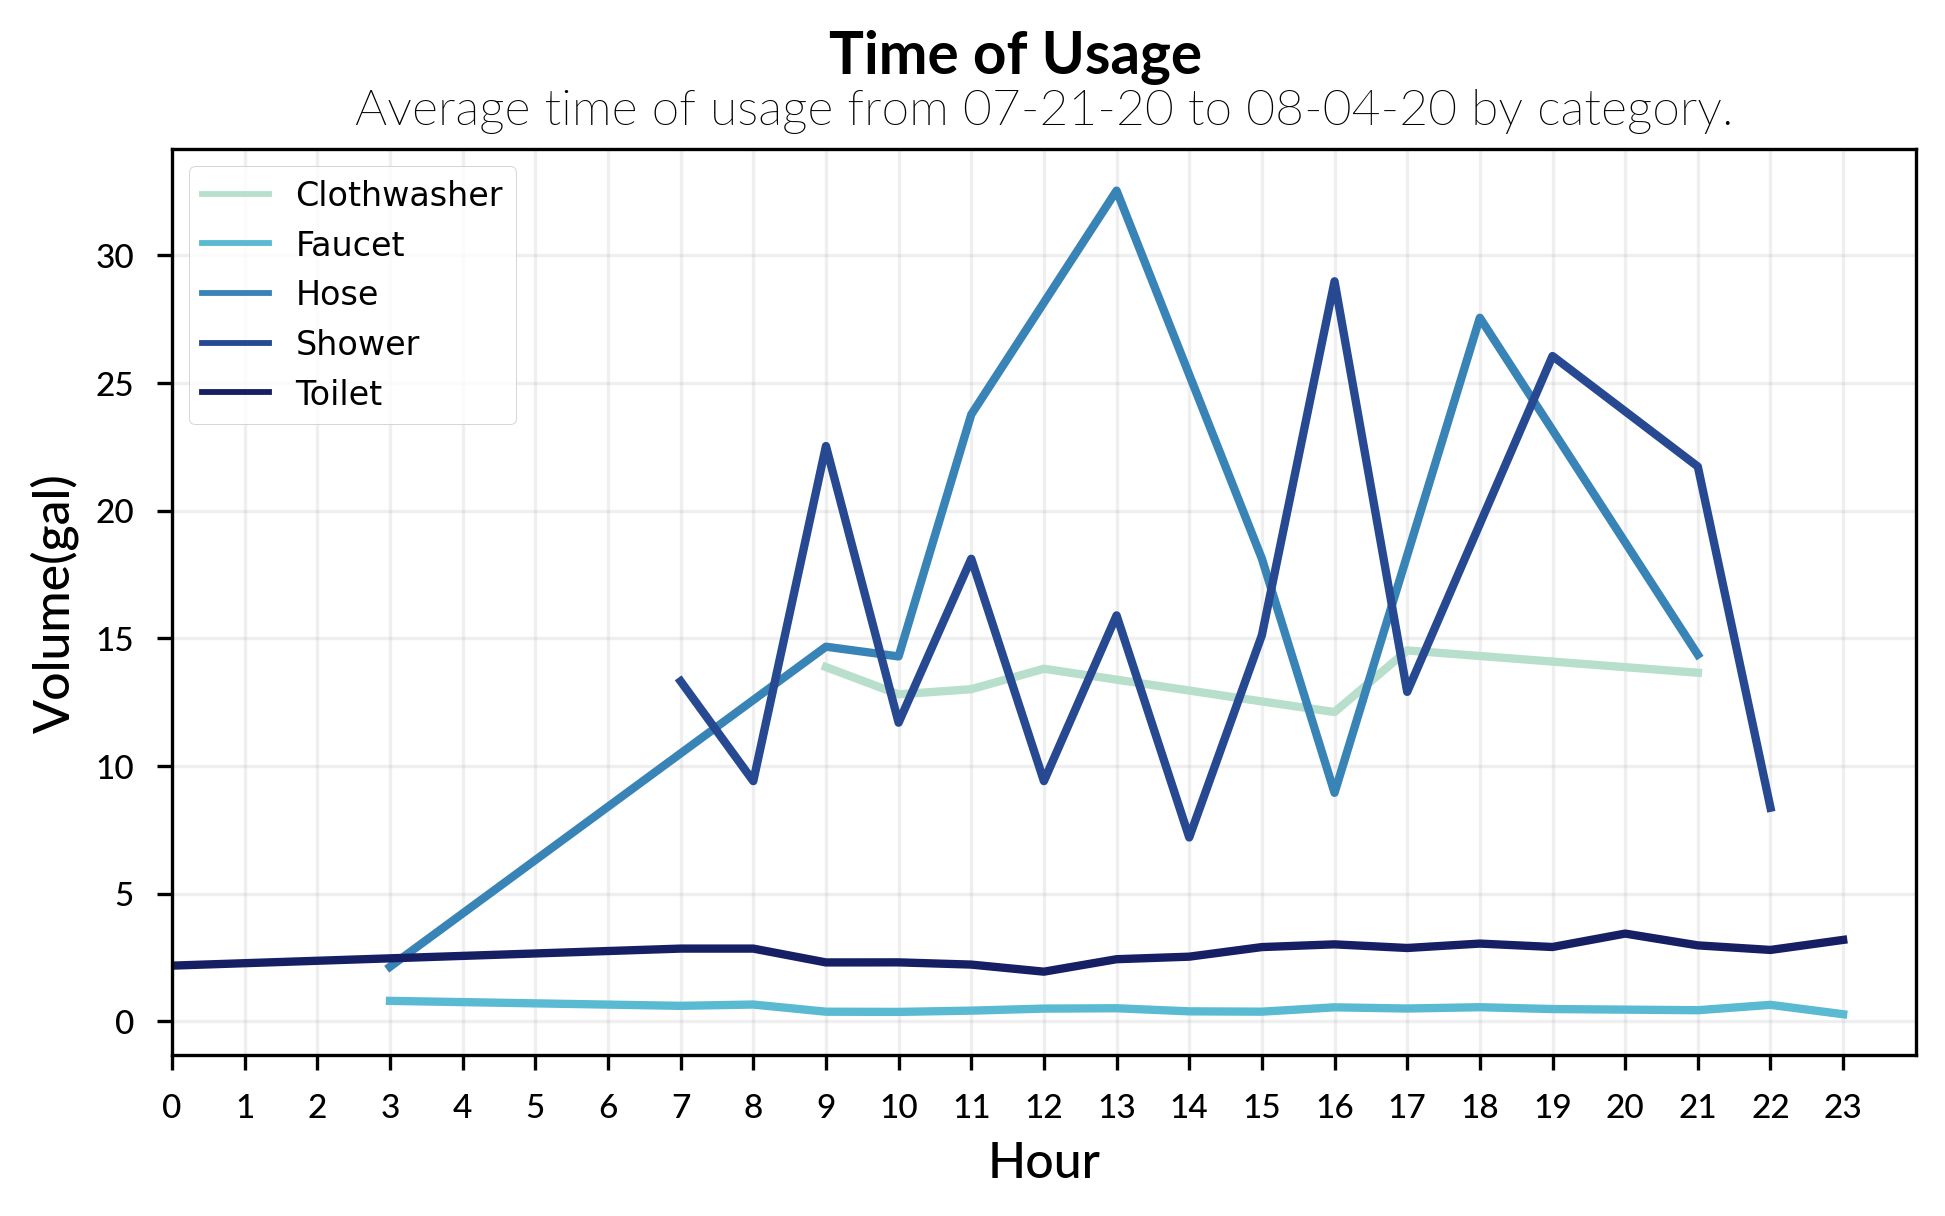 Time of Usage
Average time of usage from 07-21-20 to 08-04-20 by category.
Clothwasher
Faucet
Hose
Shower
Toilet
Volume(gal)
30
25
20
15
10
5
0
0 1 2 3 4 5 6 7 8 9 10 11 12 13 14 15 16 17 18 19 20 21 22 23
Hour